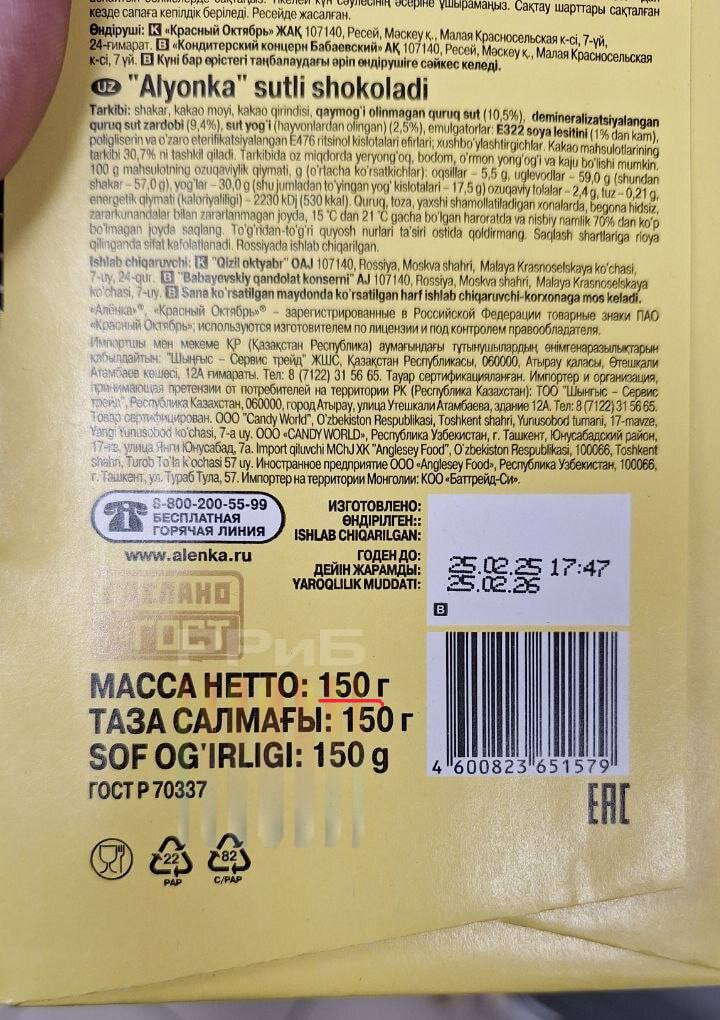 кезде сапаға кепілдік беріледі. Ресейде жасалған.
Өндіруші: К «Красный Октябрь» ЖАҚ 107140, Ресей, Мәскеу қ., Малая Красносельская к-сі, 7-үй,
24-ғимарат. В «Кондитерский концерн Бабаевский» АҚ 107140, Ресей, Мәскеу қ., Малая Красносельская
к-сі, 7 үй. В Күні бар өрістегі таңбалаудағы әріп өндірушіге сәйкес келеді.
UZ "Alyonka" sutli shokoladi
Tarkibi: shakar, kakao moyi, kakao qirindisi, qaymog'i olinmagan quruq sut (10,5%), demineralizatsiyalangan
quruq sut zardobi (9,4%), sut yog'i (hayvonlardan olingan) (2,5%), emulgatorlar: E322 soya lesitini (1% dan kam),
poligliserin va o'zaro eterifikatsiyalangan E476 ritsinol kislotalari efirlari; xushbo'ylashtirgichlar. Kakao mahsulotlarining
tarkibi 30,7% ni tashkil qiladi. Tarkibida oz miqdorda yeryong'oq, bodom, o'rmon yong'og'i va kaju bo'lishi mumkin.
100 g mahsulotning ozuqaviylik qiymati, g (o'rtacha ko'rsatkichlar): oqsillar – 5,5 g, uglevodlar – 59,0 g (shundan
shakar – 57,0 g), yog'lar - 30,0 g (shu jumladan to'yingan yog' kislotalari - 17,5 g) ozuqaviy tolalar - 2,4 g, tuz – 0,21 g,
energetik qiymati (kaloriyaliligi) - 2230 kDj (530 kkal). Quruq, toza, yaxshi shamollatiladigan xonalarda, begona hidsiz,
zararkunandalar bilan zararlanmagan joyda, 15 °C dan 21 °C gacha bo'lgan haroratda va nisbiy namlik 70% dan ko'p
bo'lmagan joyda saqlang. To'g'ridan-to'g'ri quyosh nurlari ta'siri ostida qoldirmang. Saqlash shartlariga rioya
qilinganda sifat kafolatlanadi. Rossiyada ishlab chiqarilgan.
Ishlab chiqaruvchi: К "Qizil oktyabr" OAJ 107140, Rossiya, Moskva shahri, Malaya Krasnoselskaya ko'chasi,
7-uy, 24-qur. В "Babayevskiy qandolat konserni" AJ 107140, Rossiya, Moskva shahri, Malaya Krasnoselskaya
ko'chasi, 7-uy. В Sana ko'rsatilgan maydonda ko'rsatilgan harf ishlab chiqaruvchi-korxonaga mos keladi.
«Алёнка»®, «Красный Октябрь»® – зарегистрированные в Российской Федерации товарные знаки ПАО
«Красный Октябрь»; используются изготовителем по лицензии и под контролем правообладателя.
Импортшы мен мекеме ҚР (Қазақстан Республика) аумағындағы тұтынушылардың өнімгенаразылықтарын
қабылдайтын: "Шыңғыс - Сервис трейд" ЖШС, Қазақстан Республикасы, 060000, Атырау қаласы, Өтешқали
Атамбаев көшесі, 12А ғимараты. Тел: 8 (7122) 31 56 65. Тауар сертификацияланған. Импортер и организация,
принимающая претензии от потребителей на территории РК (Республика Казахстан): ТОО "Шынгыс - Сервис
трейд", Республика Казахстан, 060000, город Атырау, улица Утешкали Атамбаева, здание 12А. Тел: 8 (7122) 31 56 65.
Товар сертифицирован. ООО "Candy World", O'zbekiston Respublikasi, Toshkent shahri, Yunusobod tumani, 17-mavze,
Yangi Yunusobod ko'chasi, 7-a uy. ООО «CANDY WORLD», Республика Узбекистан, г. Ташкент, Юнусабадский район,
17-кв, улица Янги Юнусабад, 7а. Import qiluvchi MChJ XK "Anglesey Food", O'zbekiston Respublikasi, 100066, Toshkent
shahri, Turob To'la ko'chasi 57 uy. Иностранное предприятие ООО «Anglesey Food», Республика Узбекистан, 100066,
г. Ташкент, ул. Тураб Тула, 57. Импортер на территории Монголии: КОО «Баттрейд-Си».
8-800-200-55-99
БЕСПЛАТНАЯ
ГОРЯЧАЯ ЛИНИЯ
www.alenka.ru
ИЗГОТОВЛЕНО:
ӨНДІРІЛГЕН::
ISHLAB CHIQARILGAN:
ГОДЕН ДО:
ДЕЙІН ЖАРАМДЫ:
YAROQLILIK MUDDATI:
25.02.25 17:47
25.02.26
В
СДЕЛАНО
ГОСТ
МАССА НЕТТО: 150 г
ТАЗА САЛМАҒЫ: 150 г
SOF OG'IRLIGI: 150 g
ГОСТ Р 70337
4 600823 651579
EAC
22
PAP
82
C/PAP